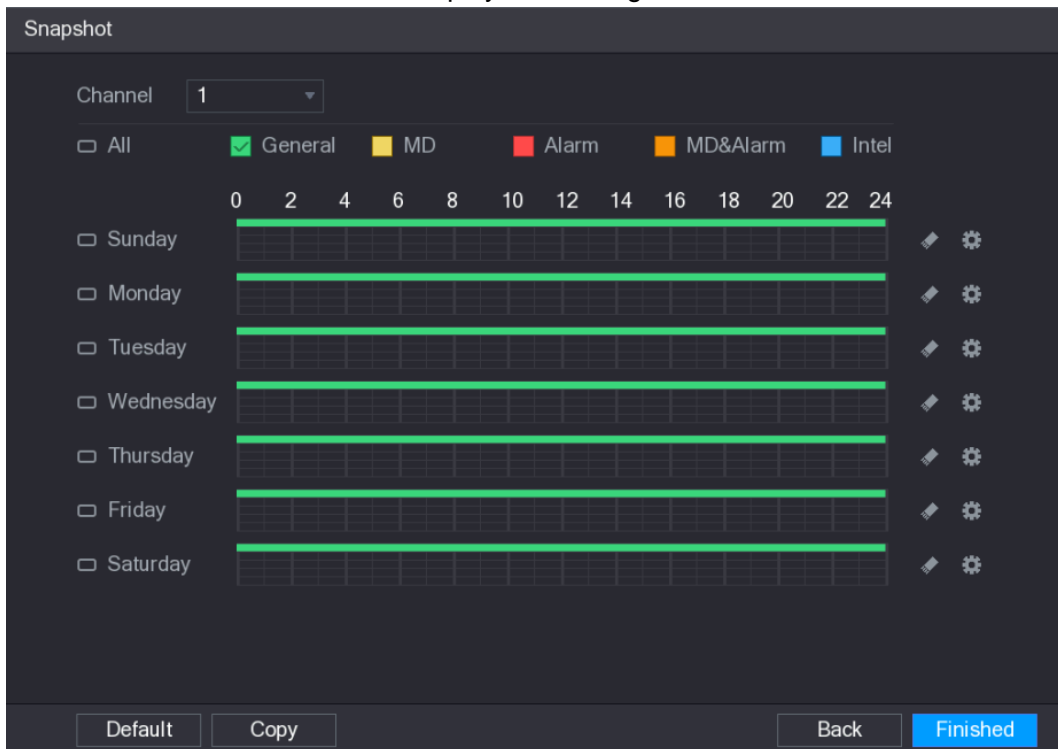 Snapshot
Channel 1
All General MD Alarm MD&Alarm Intel
0 2 4 6 8 10 12 14 16 18 20 22 24
Sunday
Monday
Tuesday
Wednesday
Thursday
Friday
Saturday
Default Copy Back Finished